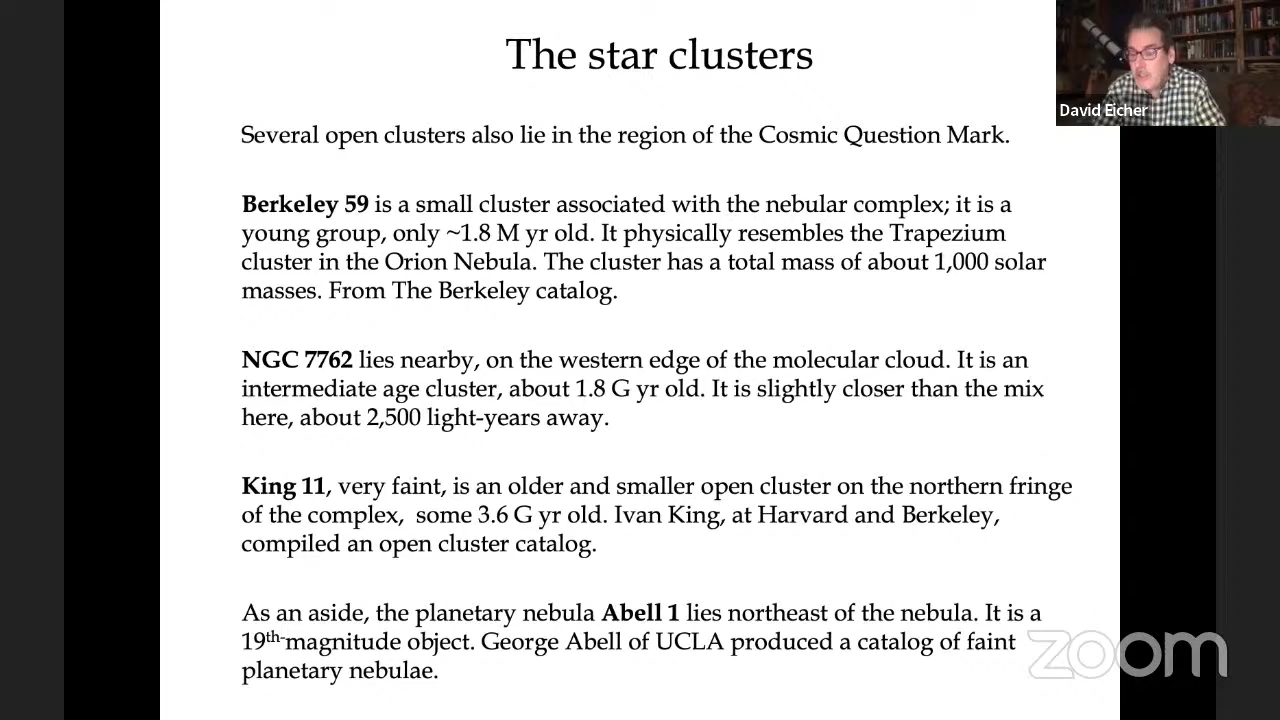 The star clusters
David Eicher
Several open clusters also lie in the region of the Cosmic Question Mark.
Berkeley 59 is a small cluster associated with the nebular complex; it is a
young group, only ~1.8 M yr old. It physically resembles the Trapezium
cluster in the Orion Nebula. The cluster has a total mass of about 1,000 solar
masses. From The Berkeley catalog.
NGC 7762 lies nearby, on the western edge of the molecular cloud. It is an
intermediate age cluster, about 1.8 G yr old. It is slightly closer than the mix
here, about 2,500 light-years away.
King 11, very faint, is an older and smaller open cluster on the northern fringe
of the complex,  some 3.6 G yr old. Ivan King, at Harvard and Berkeley,
compiled an open cluster catalog.
As an aside, the planetary nebula Abell 1 lies northeast of the nebula. It is a
19th-magnitude object. George Abell of UCLA produced a catalog of faint
planetary nebulae.
zoom